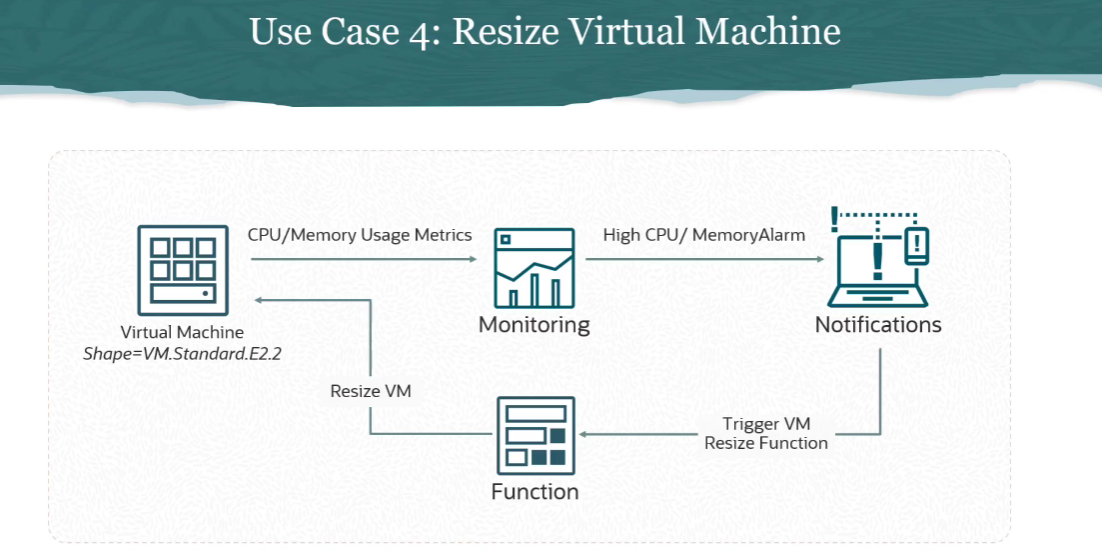 Use Case 4: Resize Virtual Machine
CPU/Memory Usage Metrics
High CPU/ MemoryAlarm
Virtual Machine
Shape=VM.Standard.E2.2
Monitoring
Notifications
Resize VM
Trigger VM
Resize Function
Function